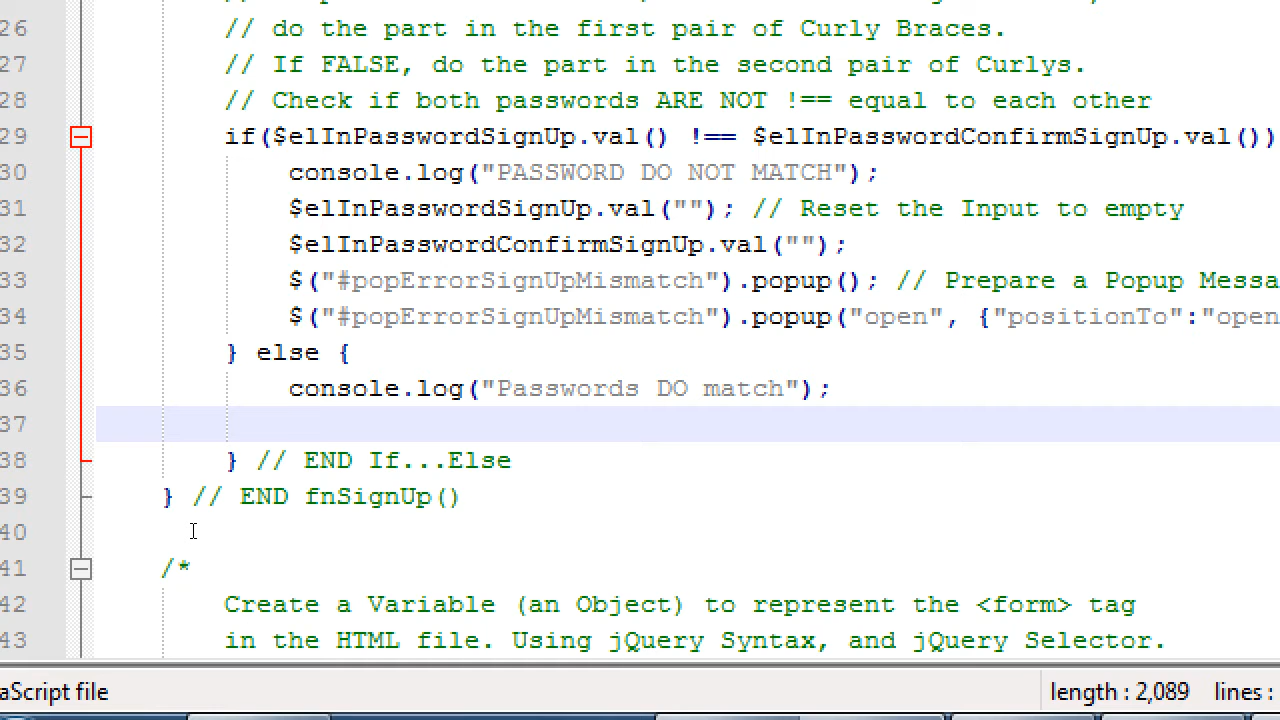 26 // do the part in the first pair of Curly Braces.
27 // If FALSE, do the part in the second pair of Curlys.
28 // Check if both passwords ARE NOT !== equal to each other
29 if($elInPasswordSignUp.val() !== $elInPasswordConfirmSignUp.val())
30 console.log("PASSWORD DO NOT MATCH");
31 $elInPasswordSignUp.val(""); // Reset the Input to empty
32 $elInPasswordConfirmSignUp.val("");
33 $("#popErrorSignUpMismatch").popup(); // Prepare a Popup Messa
34 $("#popErrorSignUpMismatch").popup("open", {"positionTo":"open
35 } else {
36 console.log("Passwords DO match");
37
38 } // END If...Else
39 } // END fnSignUp()
40
41 /*
42 Create a Variable (an Object) to represent the <form> tag
43 in the HTML file. Using jQuery Syntax, and jQuery Selector.
aScript file length : 2,089 lines :